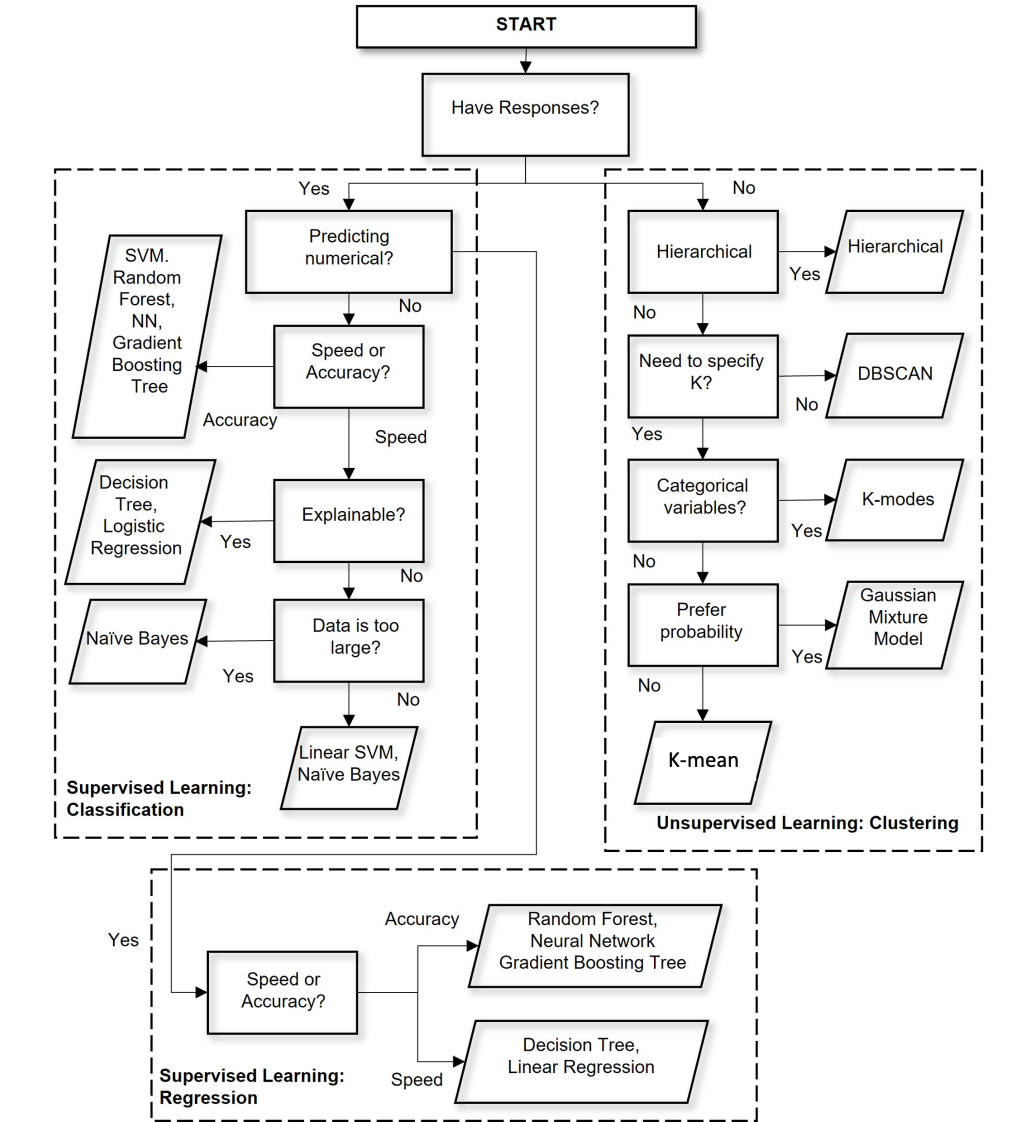 START
Have Responses?
Yes
No
Predicting
numerical?
No
SVM.
Random
Forest,
NN,
Gradient
Boosting
Tree
Speed or
Accuracy?
Accuracy
Speed
Decision
Tree,
Logistic
Regression
Explainable?
Yes
No
Naïve Bayes
Data is too
large?
Yes
No
Linear SVM,
Naïve Bayes
Supervised Learning:
Classification
Hierarchical
Yes
Hierarchical
No
Need to specify
K?
No
DBSCAN
Yes
Categorical
variables?
Yes
K-modes
No
Prefer
probability
Yes
Gaussian
Mixture
Model
No
K-mean
Unsupervised Learning: Clustering
Yes
Speed or
Accuracy?
Accuracy
Random Forest,
Neural Network
Gradient Boosting Tree
Speed
Decision Tree,
Linear Regression
Supervised Learning:
Regression